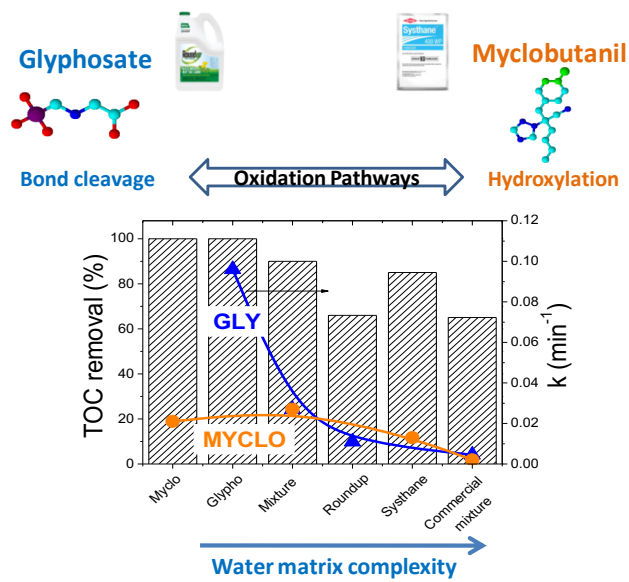 Glyphosate
Roundup
Systhane
Myclobutanil
Bond cleavage
Oxidation Pathways
Hydroxylation
TOC removal (%)
100
80
60
40
20
0
GLY
MYCLO
0.12
0.10
0.08
0.06
0.04
0.02
0.00
k (min⁻¹)
Myclo
Glypho
Mixture
Roundup
Systhane
Commercial
mixture
Water matrix complexity